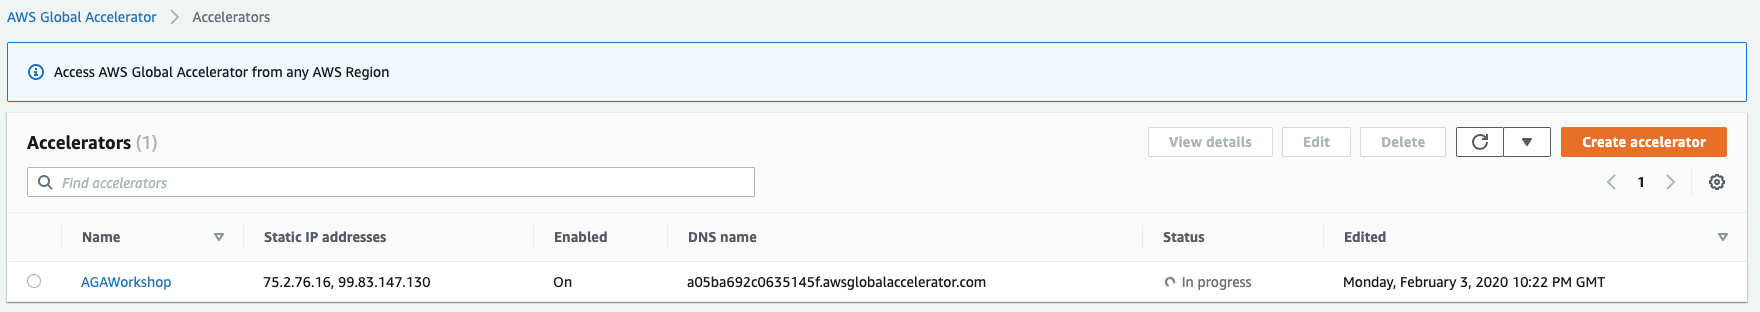 AWS Global Accelerator Accelerators
Access AWS Global Accelerator from any AWS Region
Accelerators (1) View details Edit Delete Create accelerator
Find accelerators 1
Name Static IP addresses Enabled DNS name Status Edited
AGAWorkshop 75.2.76.16, 99.83.147.130 On a05ba692c0635145f.awsglobalaccelerator.com In progress Monday, February 3, 2020 10:22 PM GMT